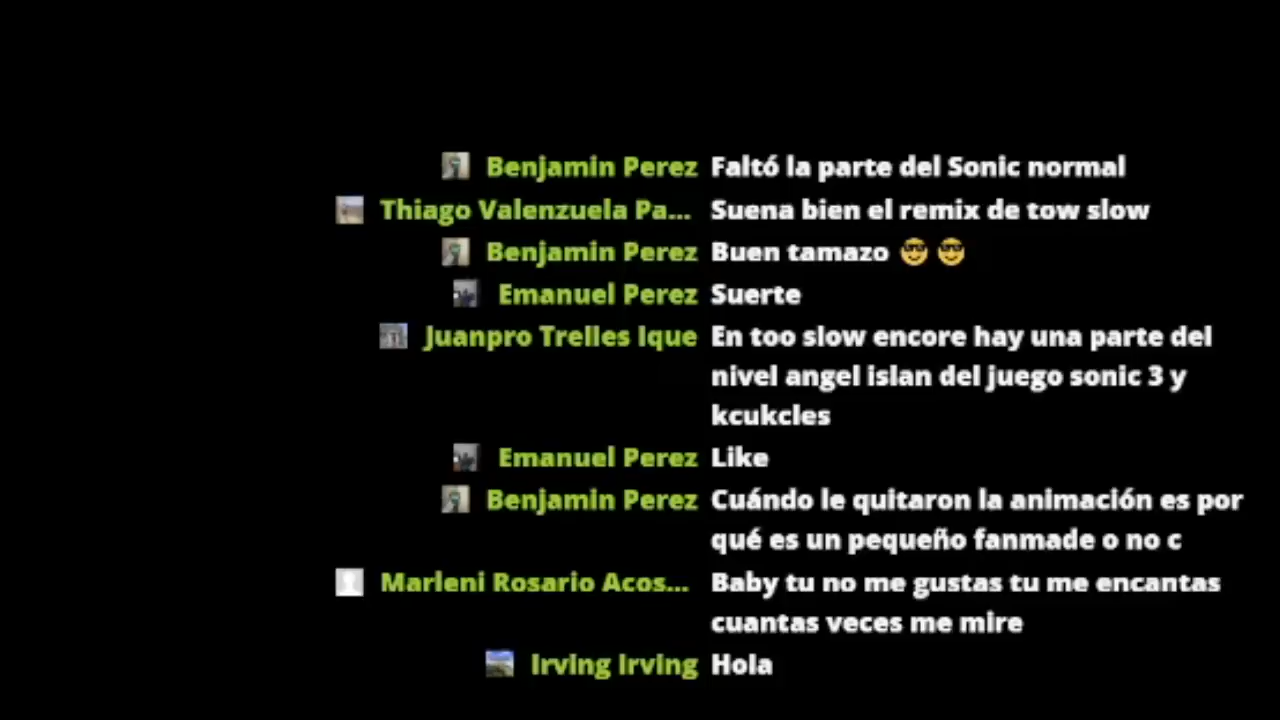 Benjamin Perez Faltó la parte del Sonic normal
Thiago Valenzuela Pa... Suena bien el remix de tow slow
Benjamin Perez Buen tamazo 😎 😎
Emanuel Perez Suerte
Juanpro Trelles Ique En too slow encore hay una parte del
nivel angel islan del juego sonic 3 y
kcukcles
Emanuel Perez Like
Benjamin Perez Cuándo le quitaron la animación es por
qué es un pequeño fanmade o no c
Marleni Rosario Acos... Baby tu no me gustas tu me encantas
cuantas veces me mire
Irving Irving Hola